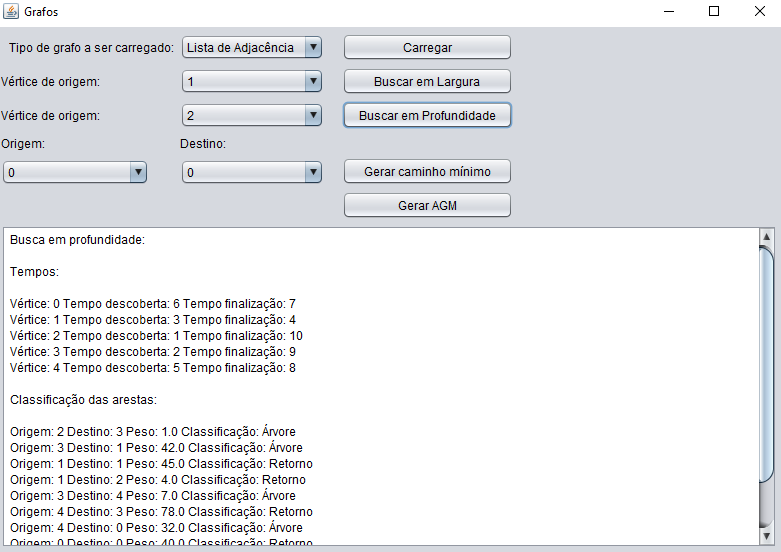 Grafos
Tipo de grafo a ser carregado: Lista de Adjacência Carregar
Vértice de origem: 1 Buscar em Largura
Vértice de origem: 2 Buscar em Profundidade
Origem: Destino:
0 0 Gerar caminho mínimo
Gerar AGM
Busca em profundidade:
Tempos:
Vértice: 0 Tempo descoberta: 6 Tempo finalização: 7
Vértice: 1 Tempo descoberta: 3 Tempo finalização: 4
Vértice: 2 Tempo descoberta: 1 Tempo finalização: 10
Vértice: 3 Tempo descoberta: 2 Tempo finalização: 9
Vértice: 4 Tempo descoberta: 5 Tempo finalização: 8
Classificação das arestas:
Origem: 2 Destino: 3 Peso: 1.0 Classificação: Árvore
Origem: 3 Destino: 1 Peso: 42.0 Classificação: Árvore
Origem: 1 Destino: 1 Peso: 45.0 Classificação: Retorno
Origem: 1 Destino: 2 Peso: 4.0 Classificação: Retorno
Origem: 3 Destino: 4 Peso: 7.0 Classificação: Árvore
Origem: 4 Destino: 3 Peso: 78.0 Classificação: Retorno
Origem: 4 Destino: 0 Peso: 32.0 Classificação: Árvore
Origem: 0 Destino: 0 Peso: 40.0 Classificação: Retorno